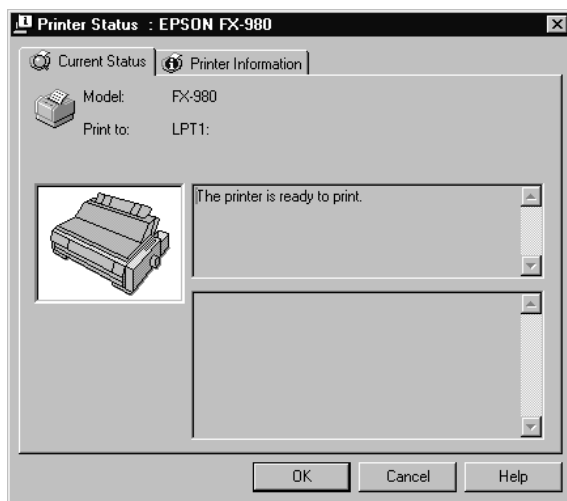 Printer Status : EPSON FX-980
Current Status
Printer Information
Model: FX-980
Print to: LPT1:
The printer is ready to print.
OK Cancel Help